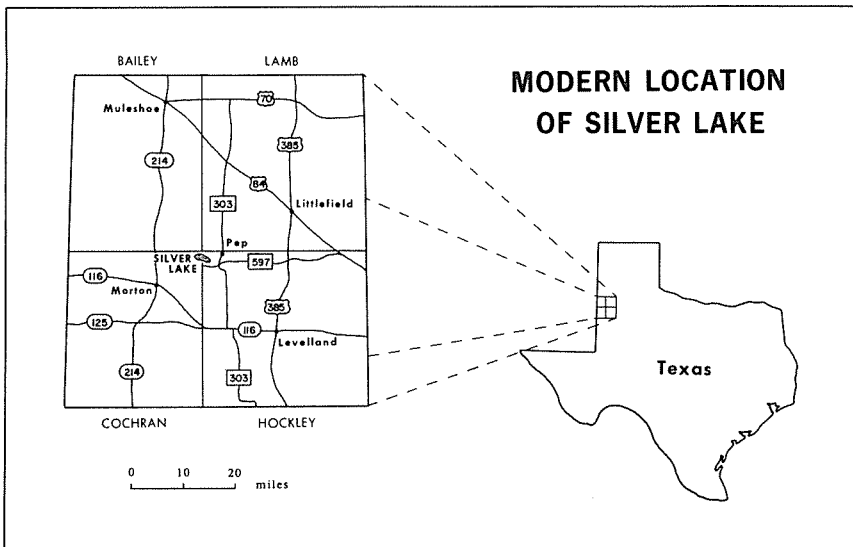 MODERN LOCATION
OF SILVER LAKE
BAILEY
LAMB
Muleshoe
70
214
385
84
303
Littlefield
Pep
SILVER
LAKE
597
116
Morton
385
125
116
Levelland
214
303
COCHRAN
HOCKLEY
Texas
0 10 20
miles